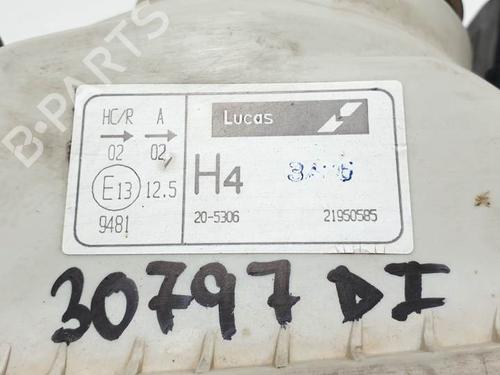 B-PARTS
HC/R A
→ →
02 02
E13 12.5
9481
Lucas
H4
20-5306 21950585
30797 DI